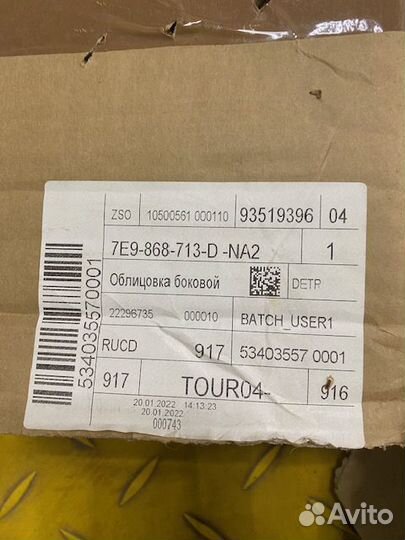 ZSO 10500561 000110 93519396 04
7E9-868-713-D -NA2 1
Облицовка боковой DETP
22296735 000010 BATCH_USER1
RUCD 917 53403557 0001
917 TOUR04- 916
20.01.2022 14:13:23
20.01.2022
000743
534035570001
Avito